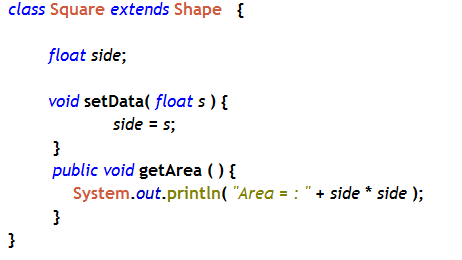 class Square extends Shape {
float side;
void setData( float s ) {
side = s;
}
public void getArea ( ) {
System.out.println( "Area = : " + side * side );
}
}